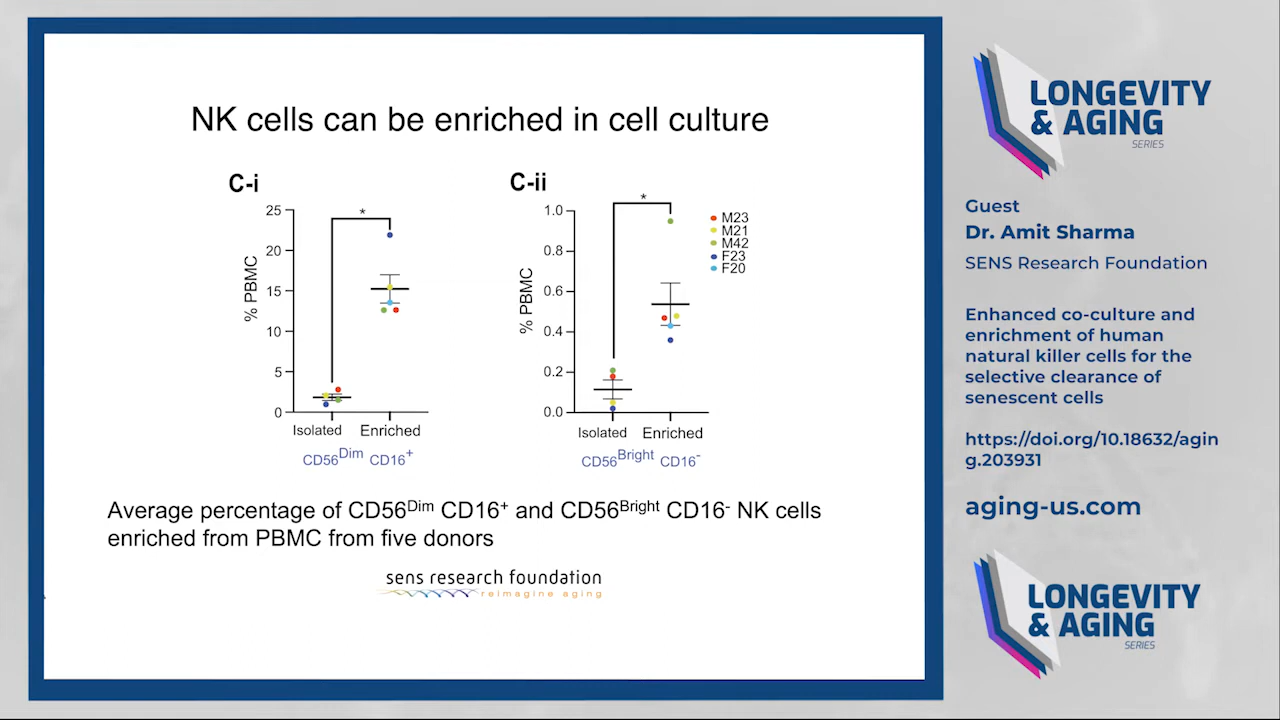 NK cells can be enriched in cell culture
C-i
25
20
15
10
5
0
% PBMC
*
Isolated
Enriched
CD56Dim CD16+
C-ii
1.0
0.8
0.6
0.4
0.2
0.0
% PBMC
*
Isolated
Enriched
CD56Bright CD16-
M23
M21
M42
F23
F20
Average percentage of CD56Dim CD16+ and CD56Bright CD16- NK cells
enriched from PBMC from five donors
sens research foundation
reimagine aging
LONGEVITY
& AGING
SERIES
Guest
Dr. Amit Sharma
SENS Research Foundation
Enhanced co-culture and
enrichment of human
natural killer cells for the
selective clearance of
senescent cells
https://doi.org/10.18632/agin
g.203931
aging-us.com
LONGEVITY
& AGING
SERIES